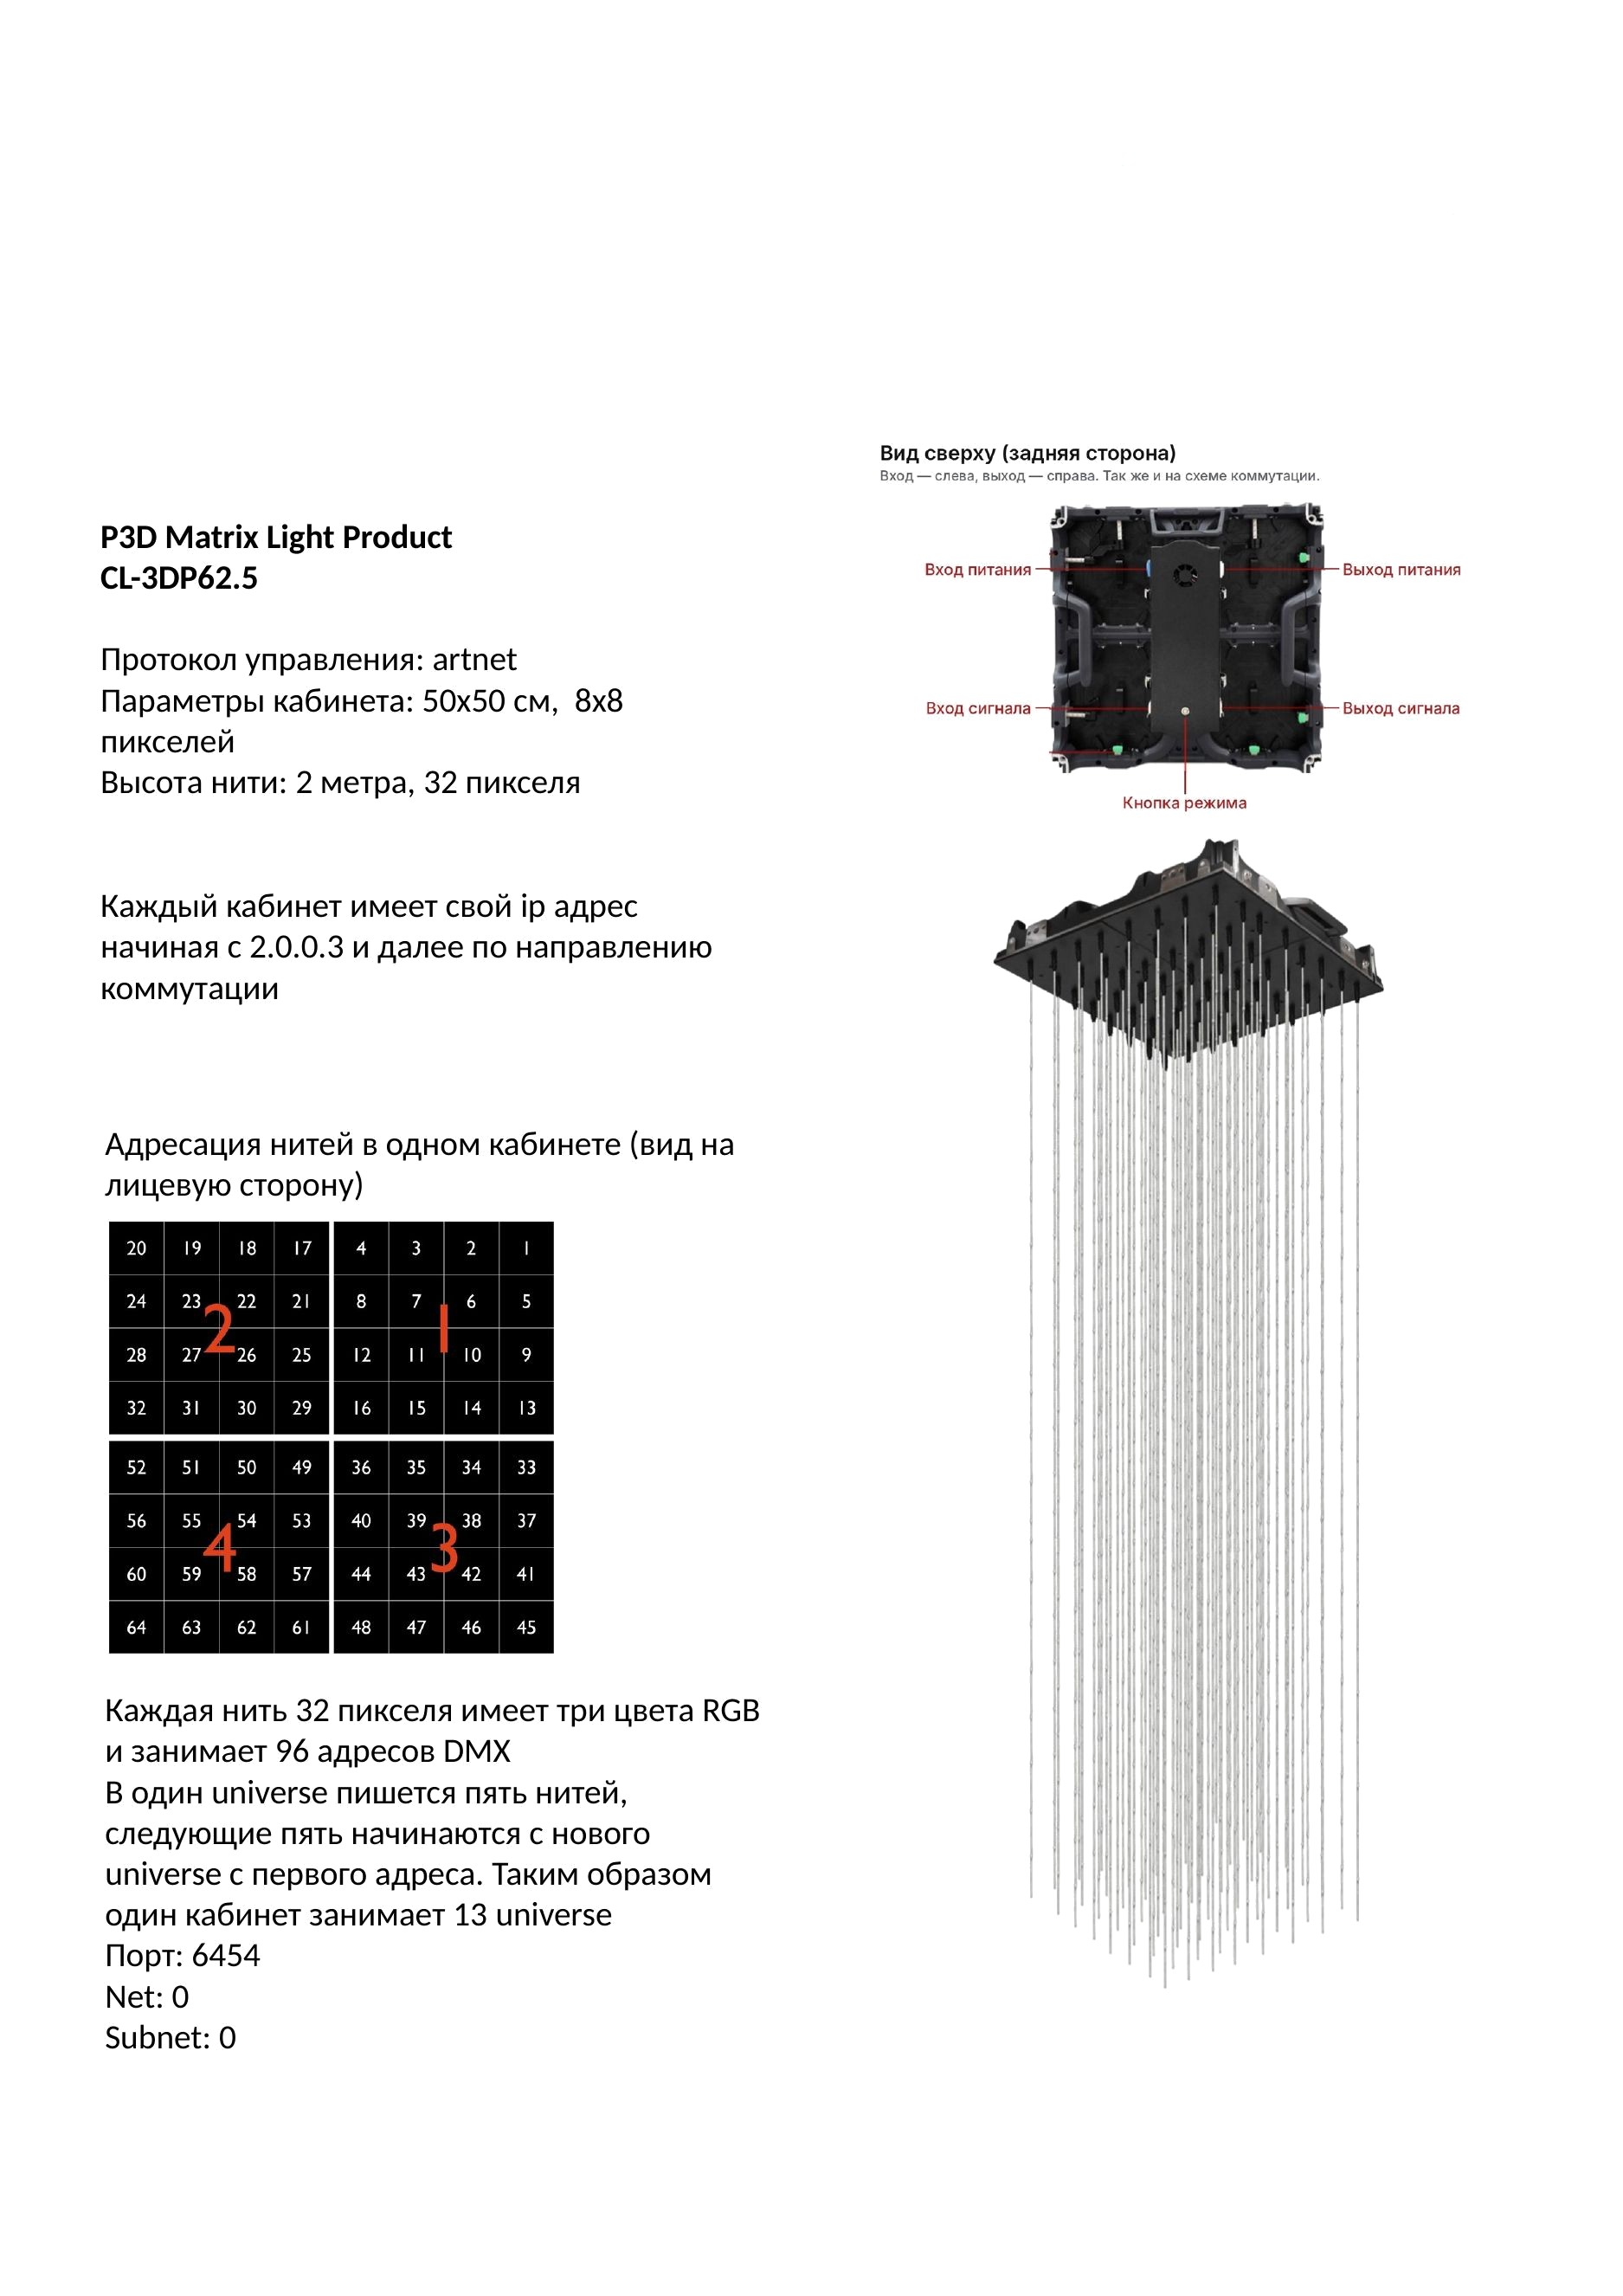 Вид сверху (задняя сторона)
Вход — слева, выход — справа. Так же и на схеме коммутации.
Вход питания
Выход питания
Вход сигнала
Выход сигнала
Кнопка режима
P3D Matrix Light Product
CL-3DP62.5
Протокол управления: artnet
Параметры кабинета: 50x50 см,  8x8
пикселей
Высота нити: 2 метра, 32 пикселя
Каждый кабинет имеет свой ip адрес
начиная с 2.0.0.3 и далее по направлению
коммутации
Адресация нитей в одном кабинете (вид на
лицевую сторону)
20 19 18 17 4 3 2 1
24 23 22 21 8 7 6 5
2 1
28 27 26 25 12 11 10 9
32 31 30 29 16 15 14 13
52 51 50 49 36 35 34 33
56 55 54 53 40 39 38 37
4 3
60 59 58 57 44 43 42 41
64 63 62 61 48 47 46 45
Каждая нить 32 пикселя имеет три цвета RGB
и занимает 96 адресов DMX
В один universe пишется пять нитей,
следующие пять начинаются с нового
universe с первого адреса. Таким образом
один кабинет занимает 13 universe
Порт: 6454
Net: 0
Subnet: 0